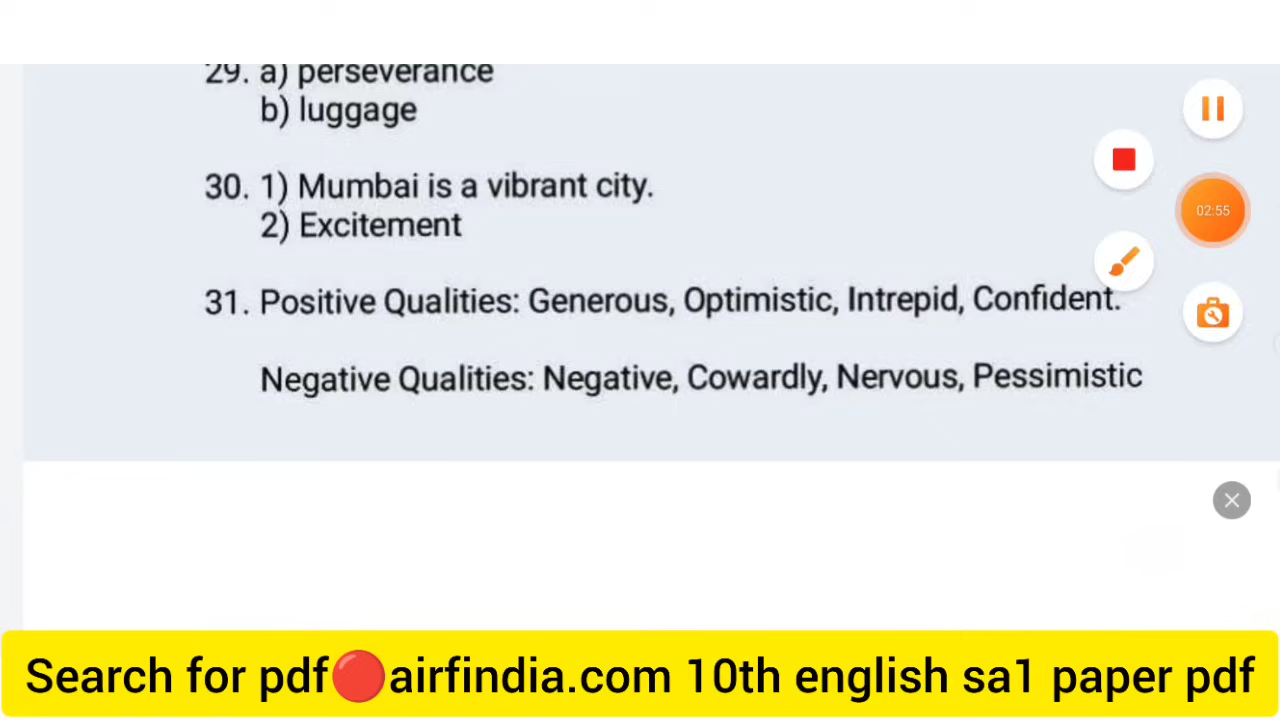 29. a) perseverance
b) luggage
30. 1) Mumbai is a vibrant city.
2) Excitement
02:55
31. Positive Qualities: Generous, Optimistic, Intrepid, Confident.
Negative Qualities: Negative, Cowardly, Nervous, Pessimistic
Search for pdf🔴airfindia.com 10th english sa1 paper pdf